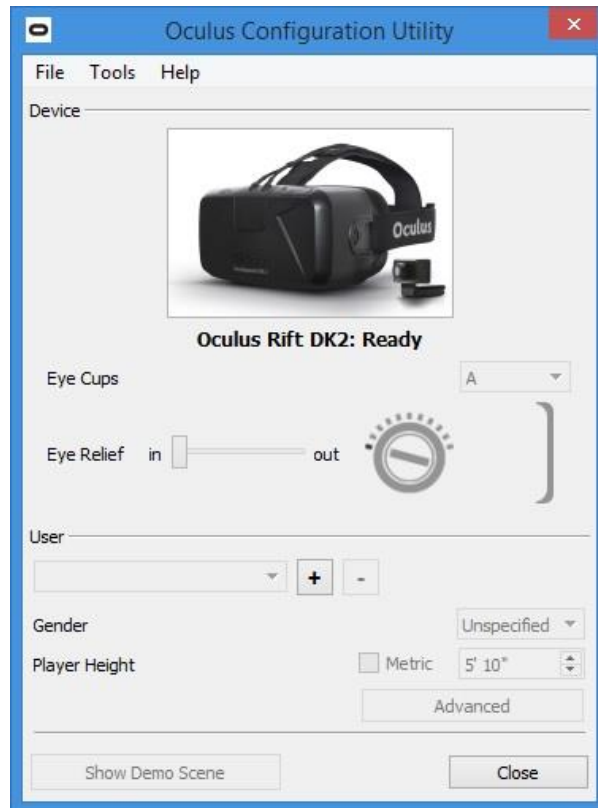 Oculus Configuration Utility
File Tools Help
Device
Oculus
Oculus Rift DK2: Ready
Eye Cups A
Eye Relief in out
User
+ -
Gender Unspecified
Player Height Metric 5' 10"
Advanced
Show Demo Scene Close